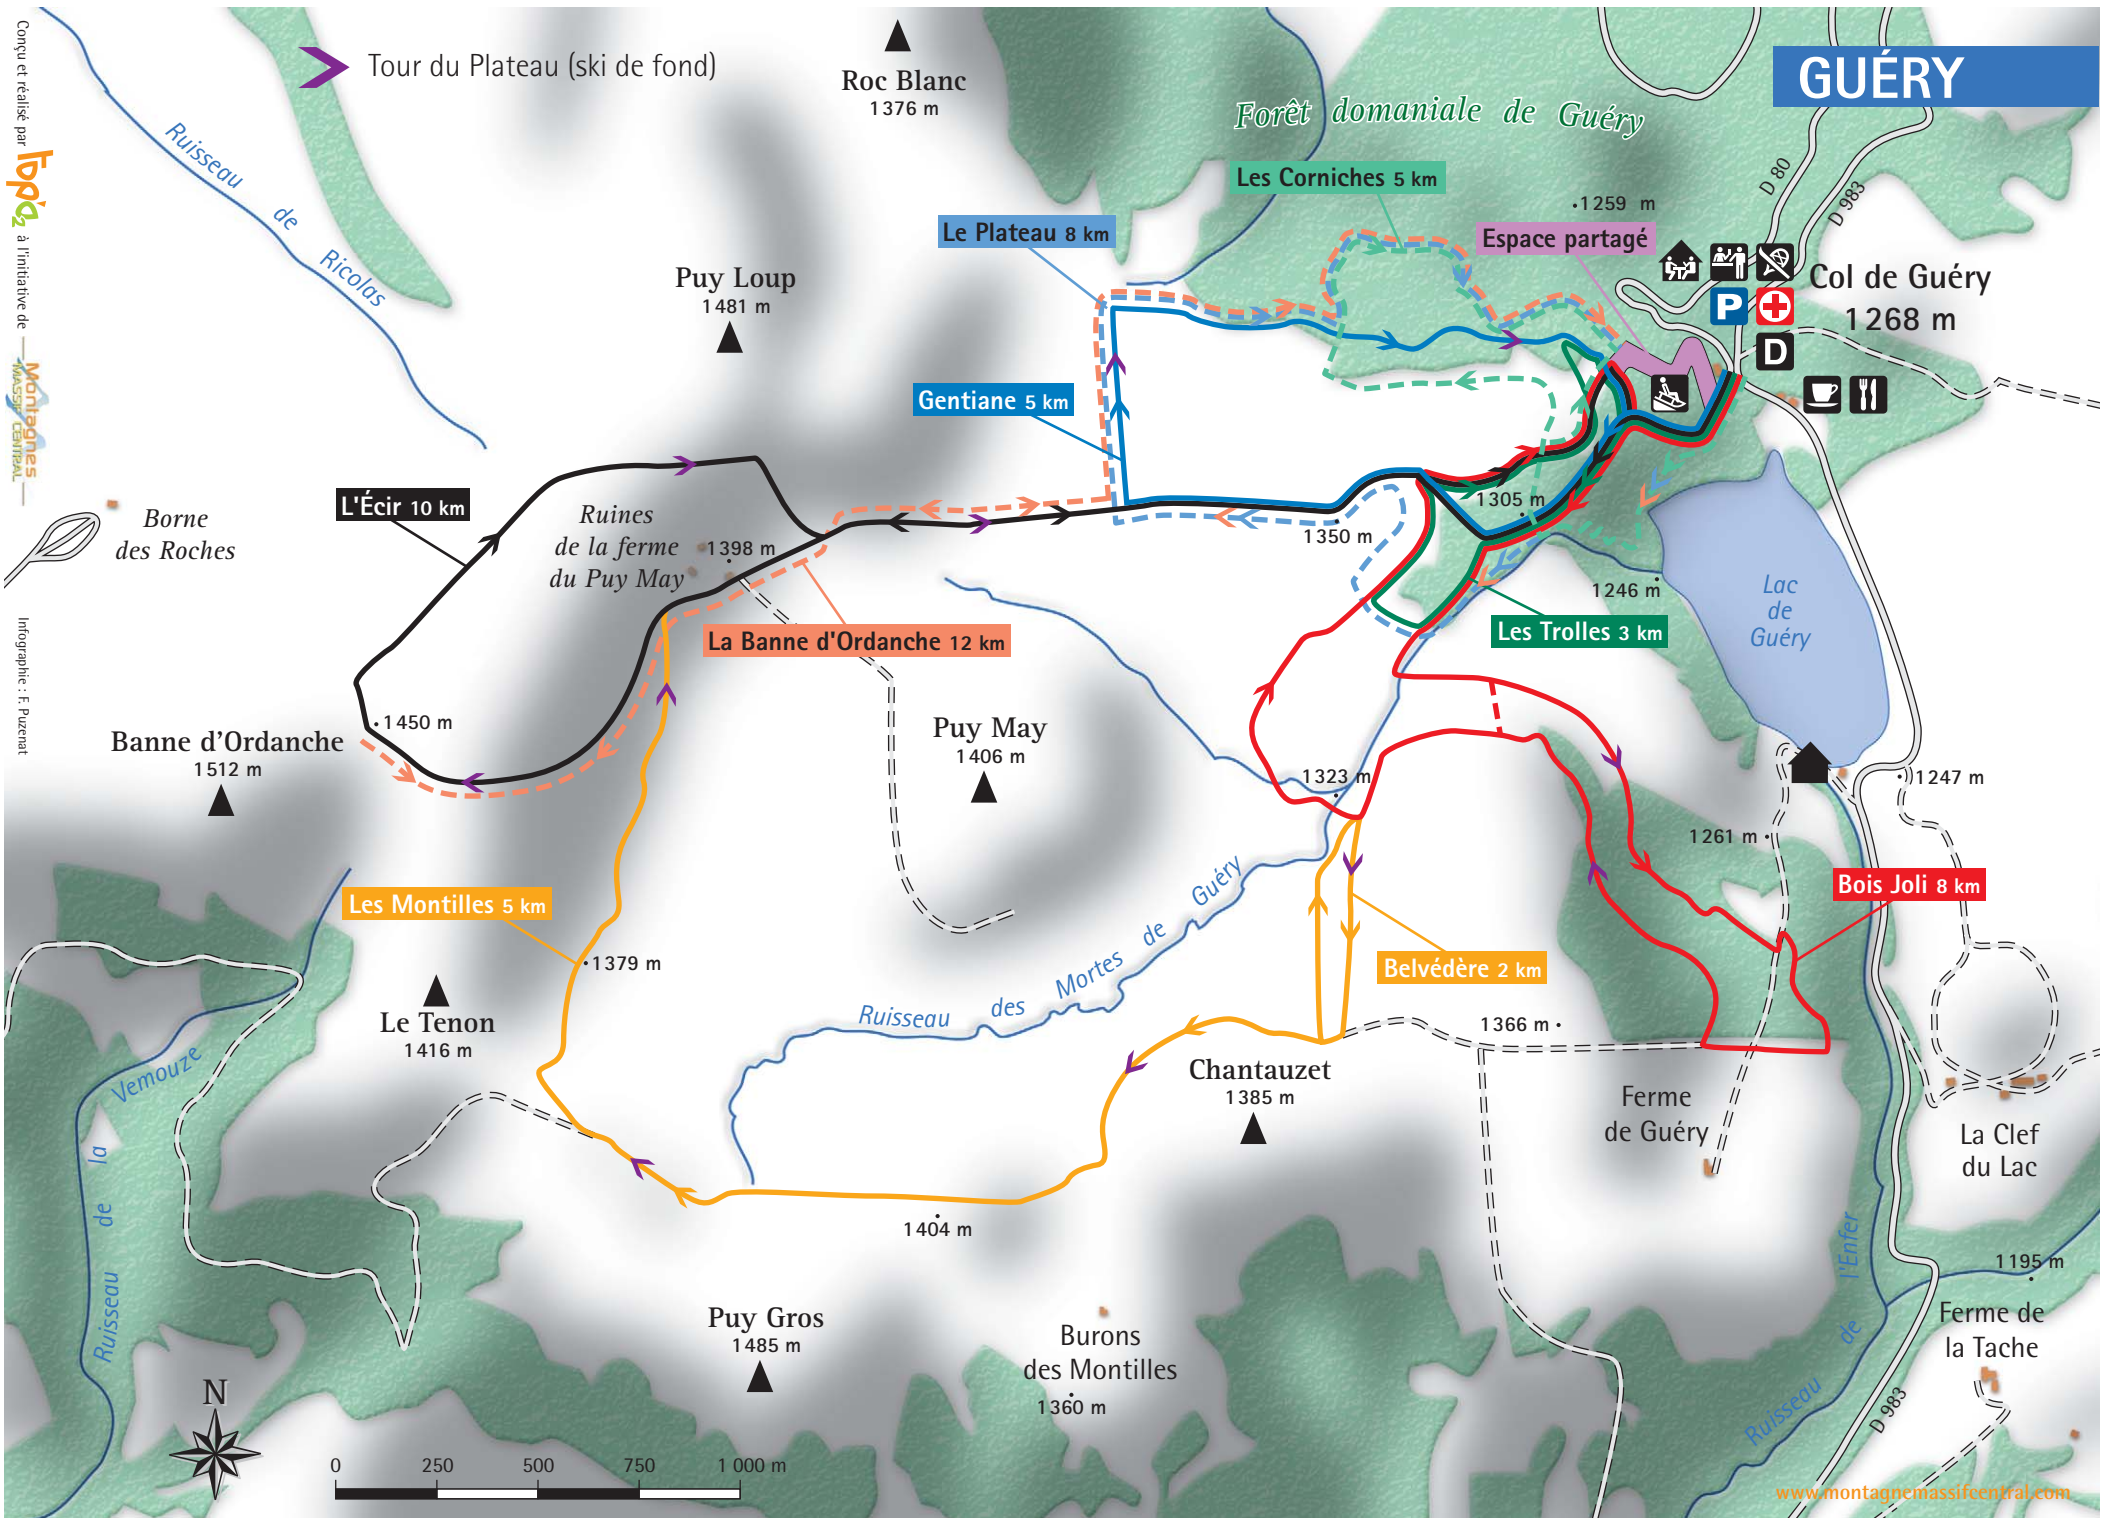 GUÉRY
Tour du Plateau (ski de fond)
Roc Blanc
1376 m
Forêt domaniale de Guéry
Les Corniches 5 km
1259 m
D 80
D 983
Espace partagé
Le Plateau 8 km
Col de Guéry
1268 m
P
D
Ruisseau de Ricolas
Puy Loup
1481 m
Gentiane 5 km
L'Écir 10 km
Ruines
de la ferme
du Puy May
1398 m
1305 m
1350 m
Borne
des Roches
1246 m
Lac
de
Guéry
La Banne d'Ordanche 12 km
Les Trolles 3 km
1450 m
Banne d'Ordanche
1512 m
Puy May
1406 m
1323 m
1247 m
1261 m
Bois Joli 8 km
Les Montilles 5 km
1379 m
Belvédère 2 km
Ruisseau des Mortes de Guéry
Le Tenon
1416 m
1366 m
Chantauzet
1385 m
Ferme
de Guéry
La Clef
du Lac
Ruisseau de la Vemouze
1404 m
1195 m
Ruisseau de l'Enfer
Puy Gros
1485 m
Burons
des Montilles
1360 m
Ferme de
la Tache
D 983
N
0 250 500 750 1 000 m
www.montagnemassifcentral.com
Conçu et réalisé par Topo2 à l'initiative de
Montagnes
MASSIF CENTRAL
Infographie : F. Puzenat